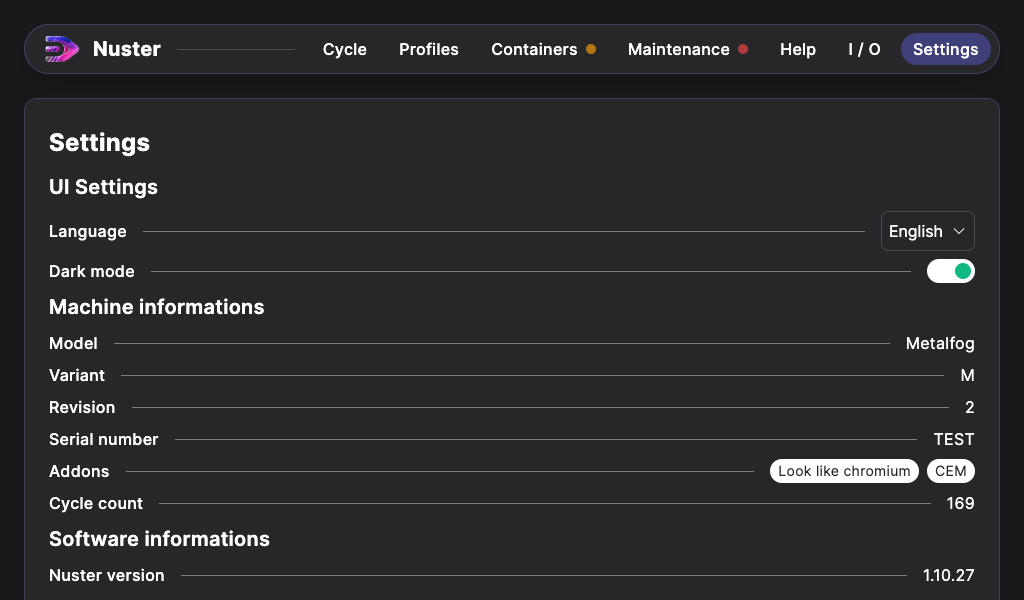 Nuster Cycle Profiles Containers Maintenance Help I / O Settings
Settings
UI Settings
Language English
Dark mode
Machine informations
Model Metalfog
Variant M
Revision 2
Serial number TEST
Addons Look like chromium CEM
Cycle count 169
Software informations
Nuster version 1.10.27